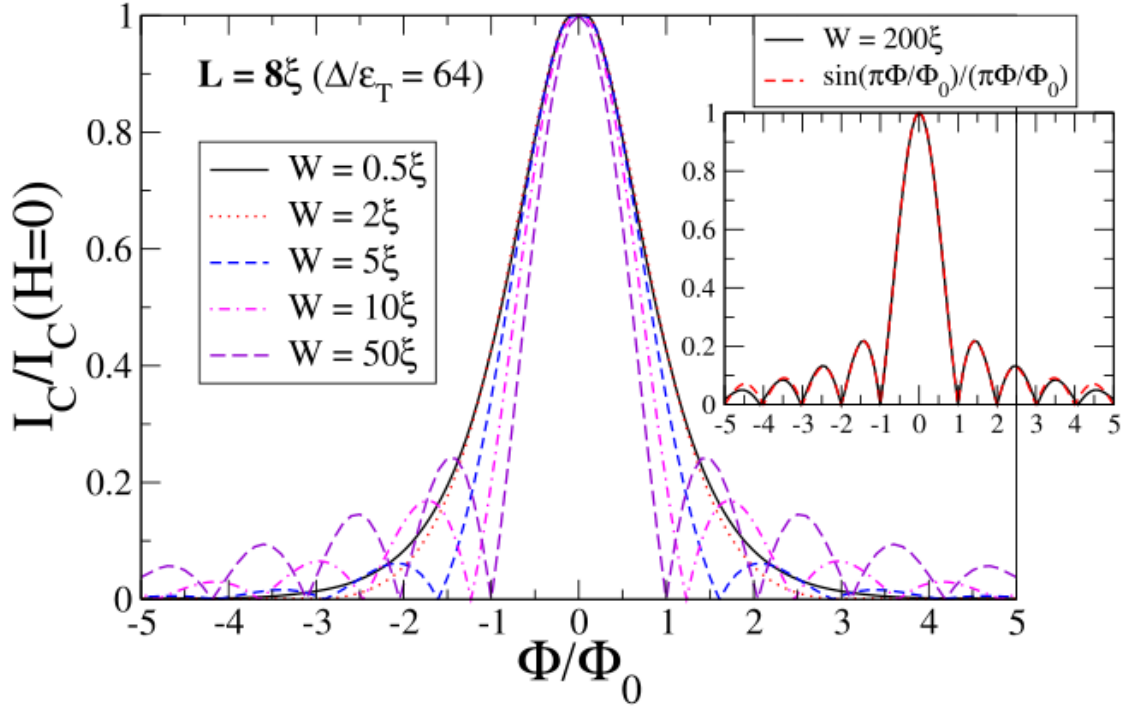 I_C/I_C(H=0)
1
0.8
0.6
0.4
0.2
0
L = 8ξ (Δ/ε_T = 64)
W = 0.5ξ
W = 2ξ
W = 5ξ
W = 10ξ
W = 50ξ
-5 -4 -3 -2 -1 0 1 2 3 4 5
Φ/Φ_0
W = 200ξ
sin(πΦ/Φ_0)/(πΦ/Φ_0)
1
0.8
0.6
0.4
0.2
0
-5 -4 -3 -2 -1 0 1 2 3 4 5